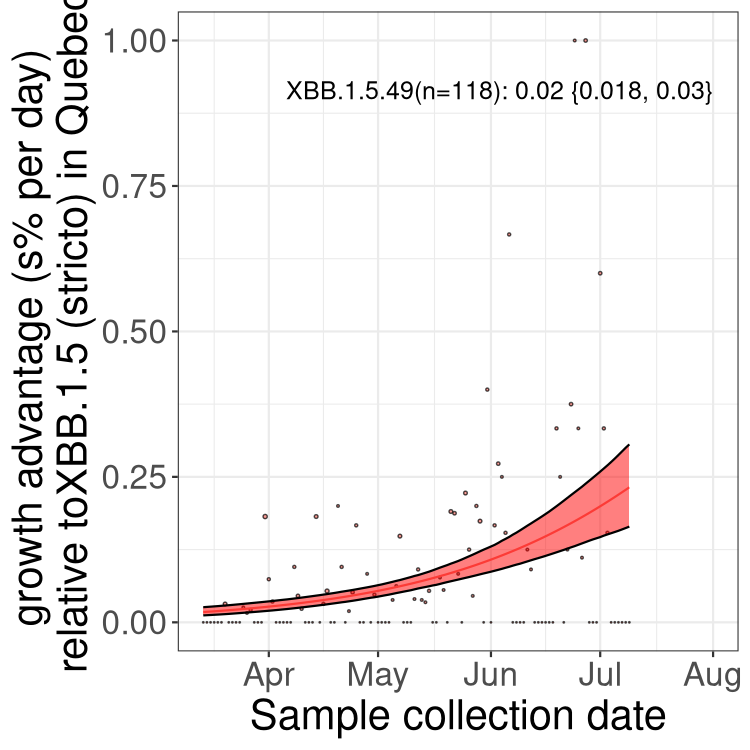 growth advantage (s% per day)
relative toXBB.1.5 (stricto) in Quebec
1.00
0.75
0.50
0.25
0.00
XBB.1.5.49(n=118): 0.02 {0.018, 0.03}
Apr
May
Jun
Jul
Aug
Sample collection date